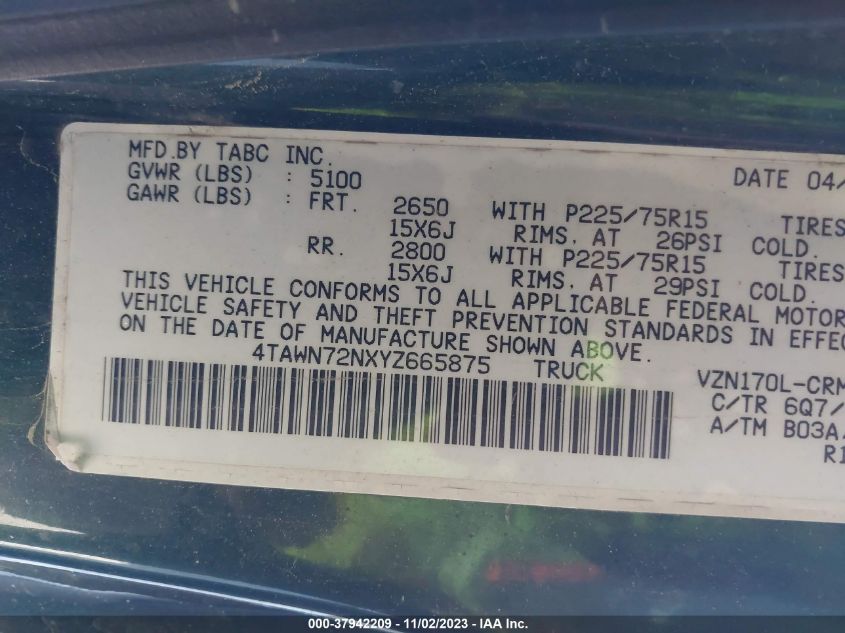 MFD.BY TABC INC.
GVWR (LBS) : 5100 DATE 04/
GAWR (LBS) : FRT. 2650 WITH P225/75R15 TIRES
15X6J RIMS. AT 26PSI COLD.
RR. 2800 WITH P225/75R15 TIRES
15X6J RIMS. AT 29PSI COLD.
THIS VEHICLE CONFORMS TO ALL APPLICABLE FEDERAL MOTOR
VEHICLE SAFETY AND THEFT PREVENTION STANDARDS IN EFFEC
ON THE DATE OF MANUFACTURE SHOWN ABOVE.
4TAWN72NXYZ665875 TRUCK VZN170L-CRM
C/TR 6Q7/
A/TM B03A/
R1
000-37942209 - 11/02/2023 - IAA Inc.